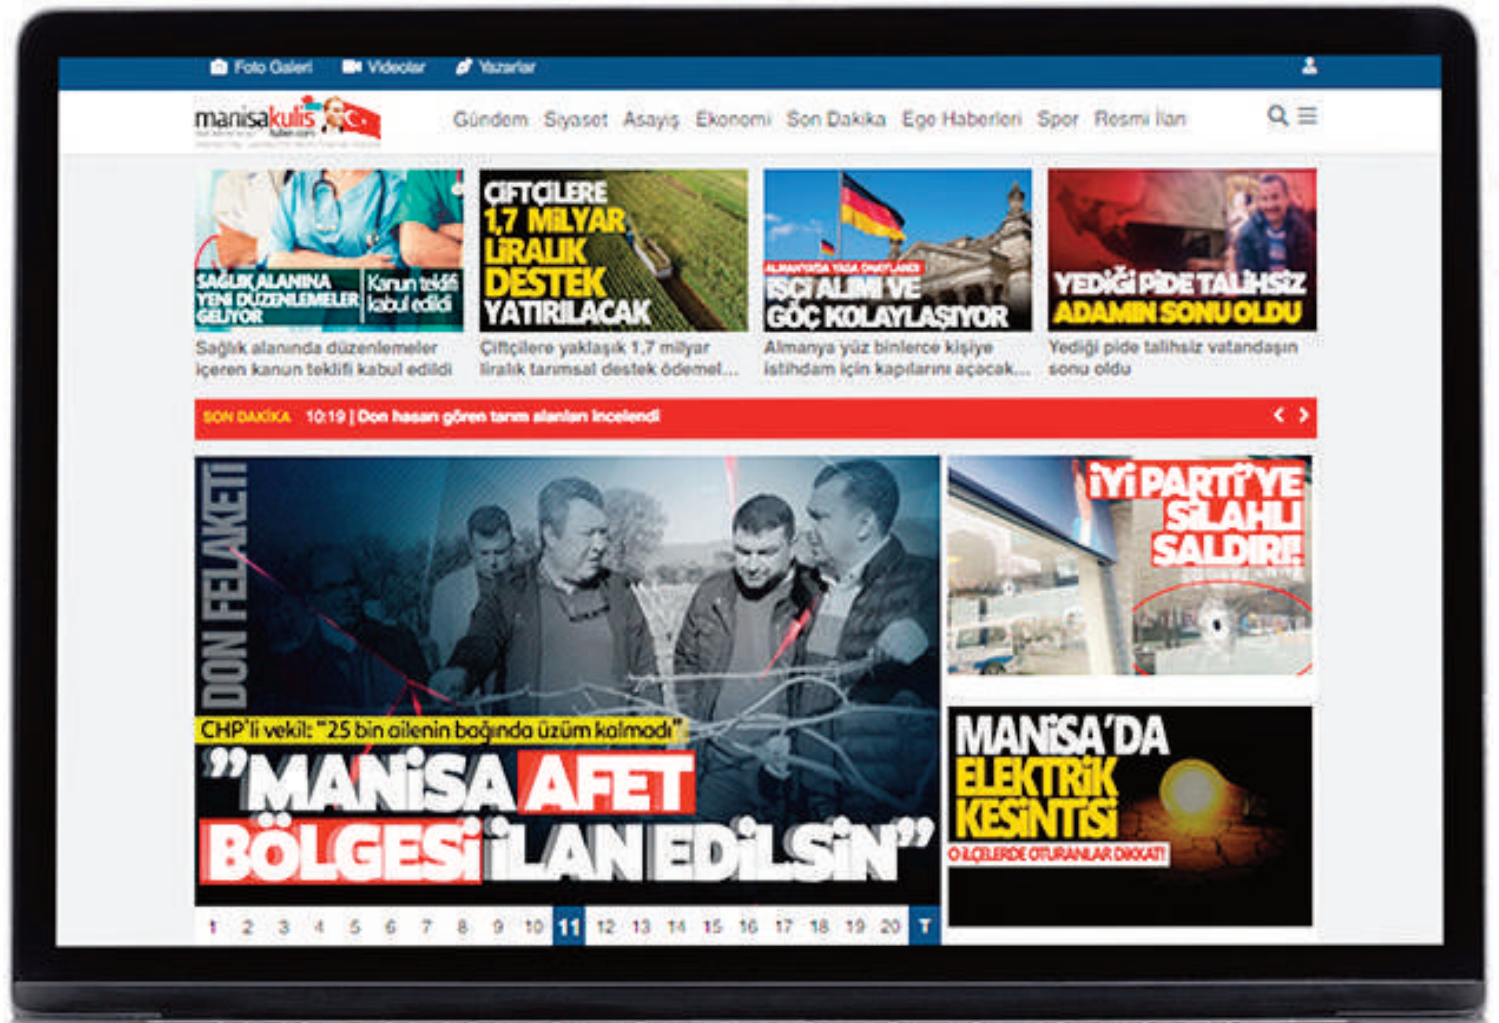 Foto Galeri Videolar Yazarlar
manisakulis
haber.com
Gündem Siyaset Asayiş Ekonomi Son Dakika Ege Haberleri Spor Resmi İlan
SAĞLIK ALANINA
YENİ DÜZENLEMELER
GELİYOR
Kanun teklifi
kabul edildi
Sağlık alanında düzenlemeler
içeren kanun teklifi kabul edildi
ÇİFTÇİLERE
1,7 MİLYAR
LİRALIK
DESTEK
YATIRILACAK
Çiftçilere yaklaşık 1,7 milyar
liralık tarımsal destek ödemel...
ALMANYA'DA YASA ONAYLANDI
İŞÇİ ALIMI VE
GÖÇ KOLAYLAŞIYOR
Almanya yüz binlerce kişiye
istihdam için kapılarını açacak...
YEDİĞİ PİDE TALİHSİZ
ADAMIN SONU OLDU
Yediği pide talihsiz vatandaşın
sonu oldu
SON DAKİKA 10:19 | Don hasarı gören tarım alanları incelendi
DON FELAKETİ
CHP'li vekil: "25 bin ailenin bağında üzüm kalmadı"
"MANİSA AFET
BÖLGESİ İLAN EDİLSİN"
1 2 3 4 5 6 7 8 9 10 11 12 13 14 15 16 17 18 19 20 T
İYİ PARTİ'YE
SİLAHLI
SALDIRI!
MANİSA'DA
ELEKTRİK
KESİNTİSİ
O İLÇELERDE OTURANLAR DİKKAT!